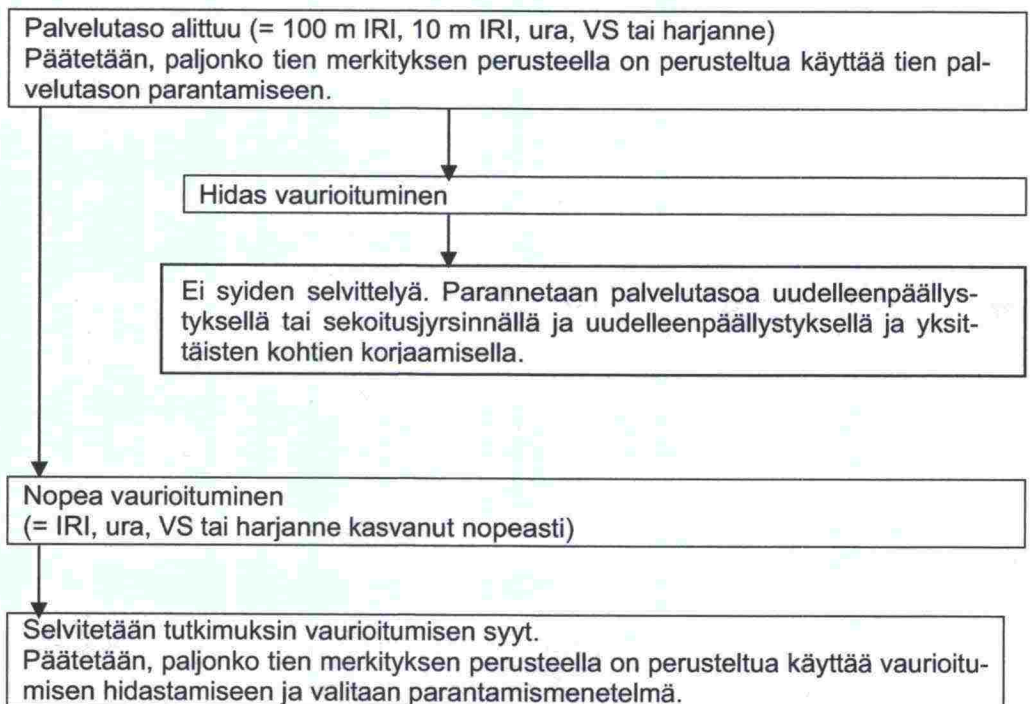 Palvelutaso alittuu (= 100 m IRI, 10 m IRI, ura, VS tai harjanne)
Päätetään, paljonko tien merkityksen perusteella on perusteltua käyttää tien pal-
velutason parantamiseen.
Hidas vaurioituminen
Ei syiden selvittelyä. Parannetaan palvelutasoa uudelleenpäällys-
tyksellä tai sekoitusjyrsinnällä ja uudelleenpäällystyksellä ja yksit-
täisten kohtien korjaamisella.
Nopea vaurioituminen
(= IRI, ura, VS tai harjanne kasvanut nopeasti)
Selvitetään tutkimuksin vaurioitumisen syyt.
Päätetään, paljonko tien merkityksen perusteella on perusteltua käyttää vaurioitu-
misen hidastamiseen ja valitaan parantamismenetelmä.